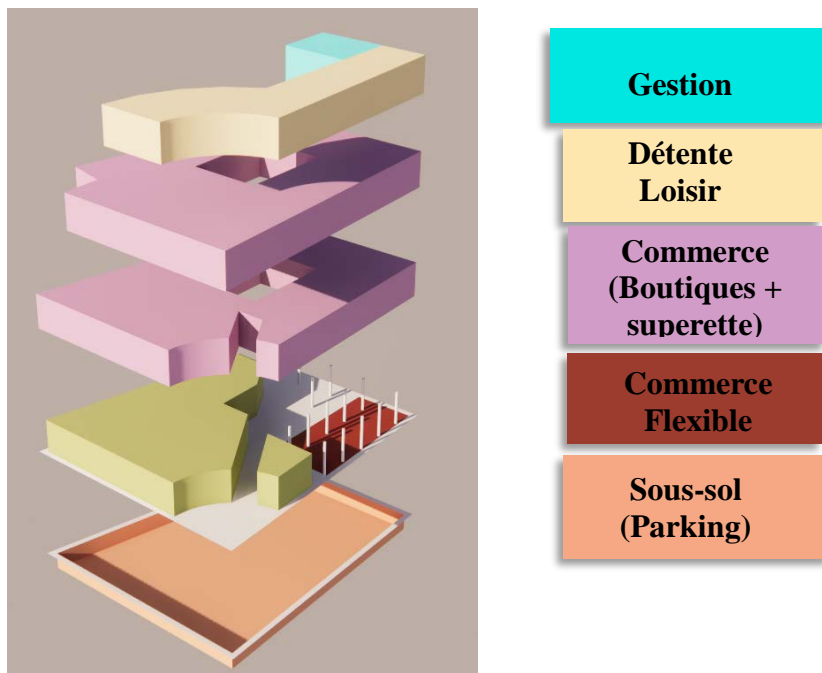 Gestion
Détente
Loisir
Commerce
(Boutiques +
superette)
Commerce
Flexible
Sous-sol
(Parking)